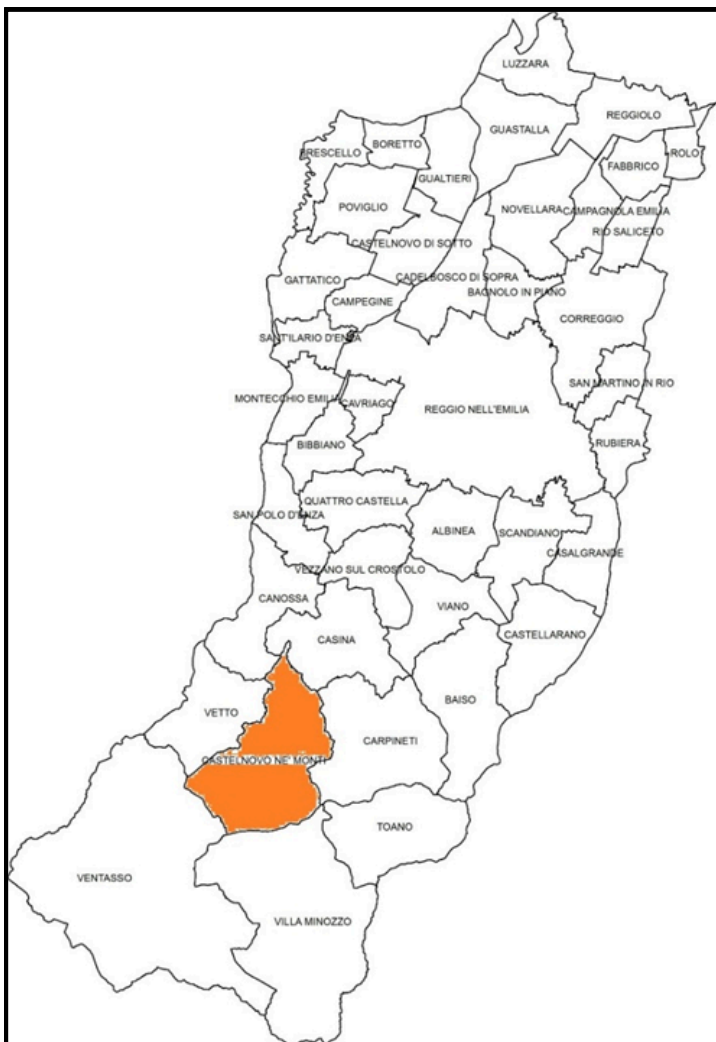 LUZZARA
REGGIOLO
GUASTALLA
BORETTO
BRESCELLO
FABBRICO
ROLO
GUALTIERI
POVIGLIO
NOVELLARA
CAMPAGNOLA EMILIA
RIO SALICETO
CASTELNOVO DI SOTTO
CADELBOSCO DI SOPRA
GATTATICO
BAGNOLO IN PIANO
CAMPEGINE
CORREGGIO
SANT'ILARIO D'ENZA
SAN MARTINO IN RIO
MONTECCHIO EMILIA
CAVRIAGO
REGGIO NELL'EMILIA
BIBBIANO
RUBIERA
QUATTRO CASTELLA
SAN POLO D'ENZA
ALBINEA
SCANDIANO
CASALGRANDE
VEZZANO SUL CROSTOLO
CANOSSA
VIANO
CASINA
CASTELLARANO
BAISO
VETTO
CARPINETI
CASTELNOVO NE' MONTI
TOANO
VENTASSO
VILLA MINOZZO